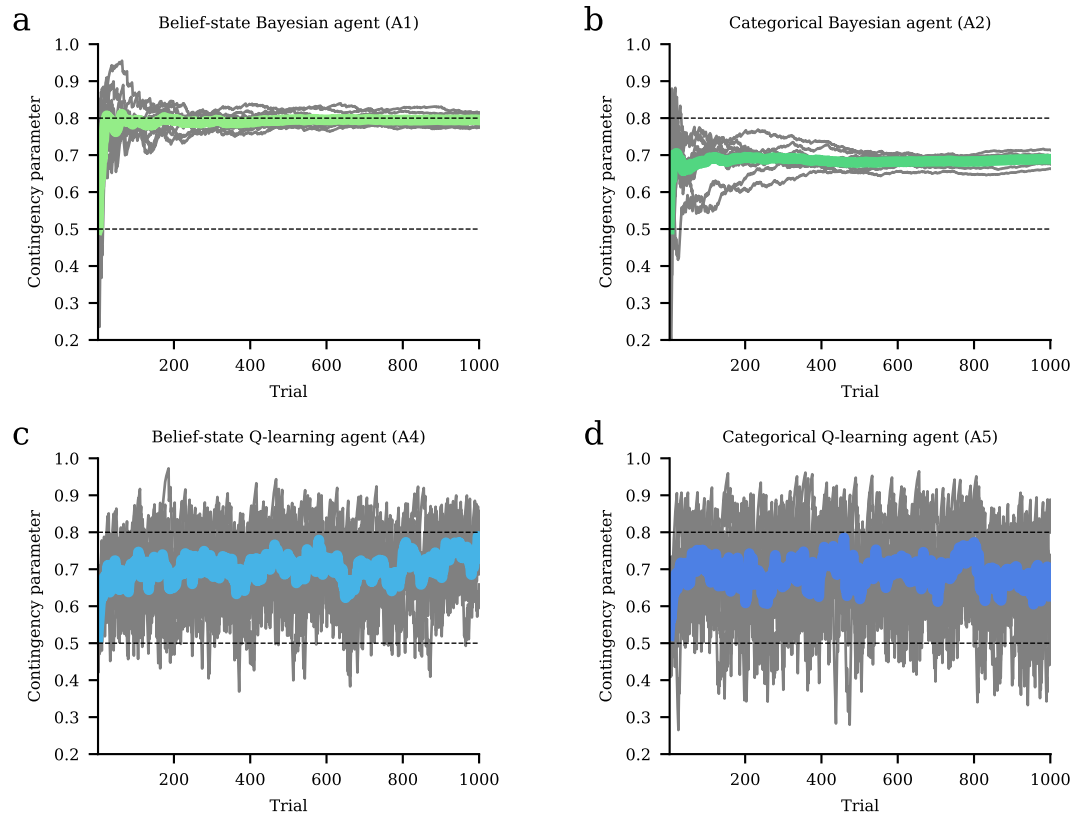 a
Belief-state Bayesian agent (A1)
Contingency parameter
1.0
0.9
0.8
0.7
0.6
0.5
0.4
0.3
0.2
200 400 600 800 1000
Trial
b
Categorical Bayesian agent (A2)
Contingency parameter
1.0
0.9
0.8
0.7
0.6
0.5
0.4
0.3
0.2
200 400 600 800 1000
Trial
c
Belief-state Q-learning agent (A4)
Contingency parameter
1.0
0.9
0.8
0.7
0.6
0.5
0.4
0.3
0.2
200 400 600 800 1000
Trial
d
Categorical Q-learning agent (A5)
Contingency parameter
1.0
0.9
0.8
0.7
0.6
0.5
0.4
0.3
0.2
200 400 600 800 1000
Trial